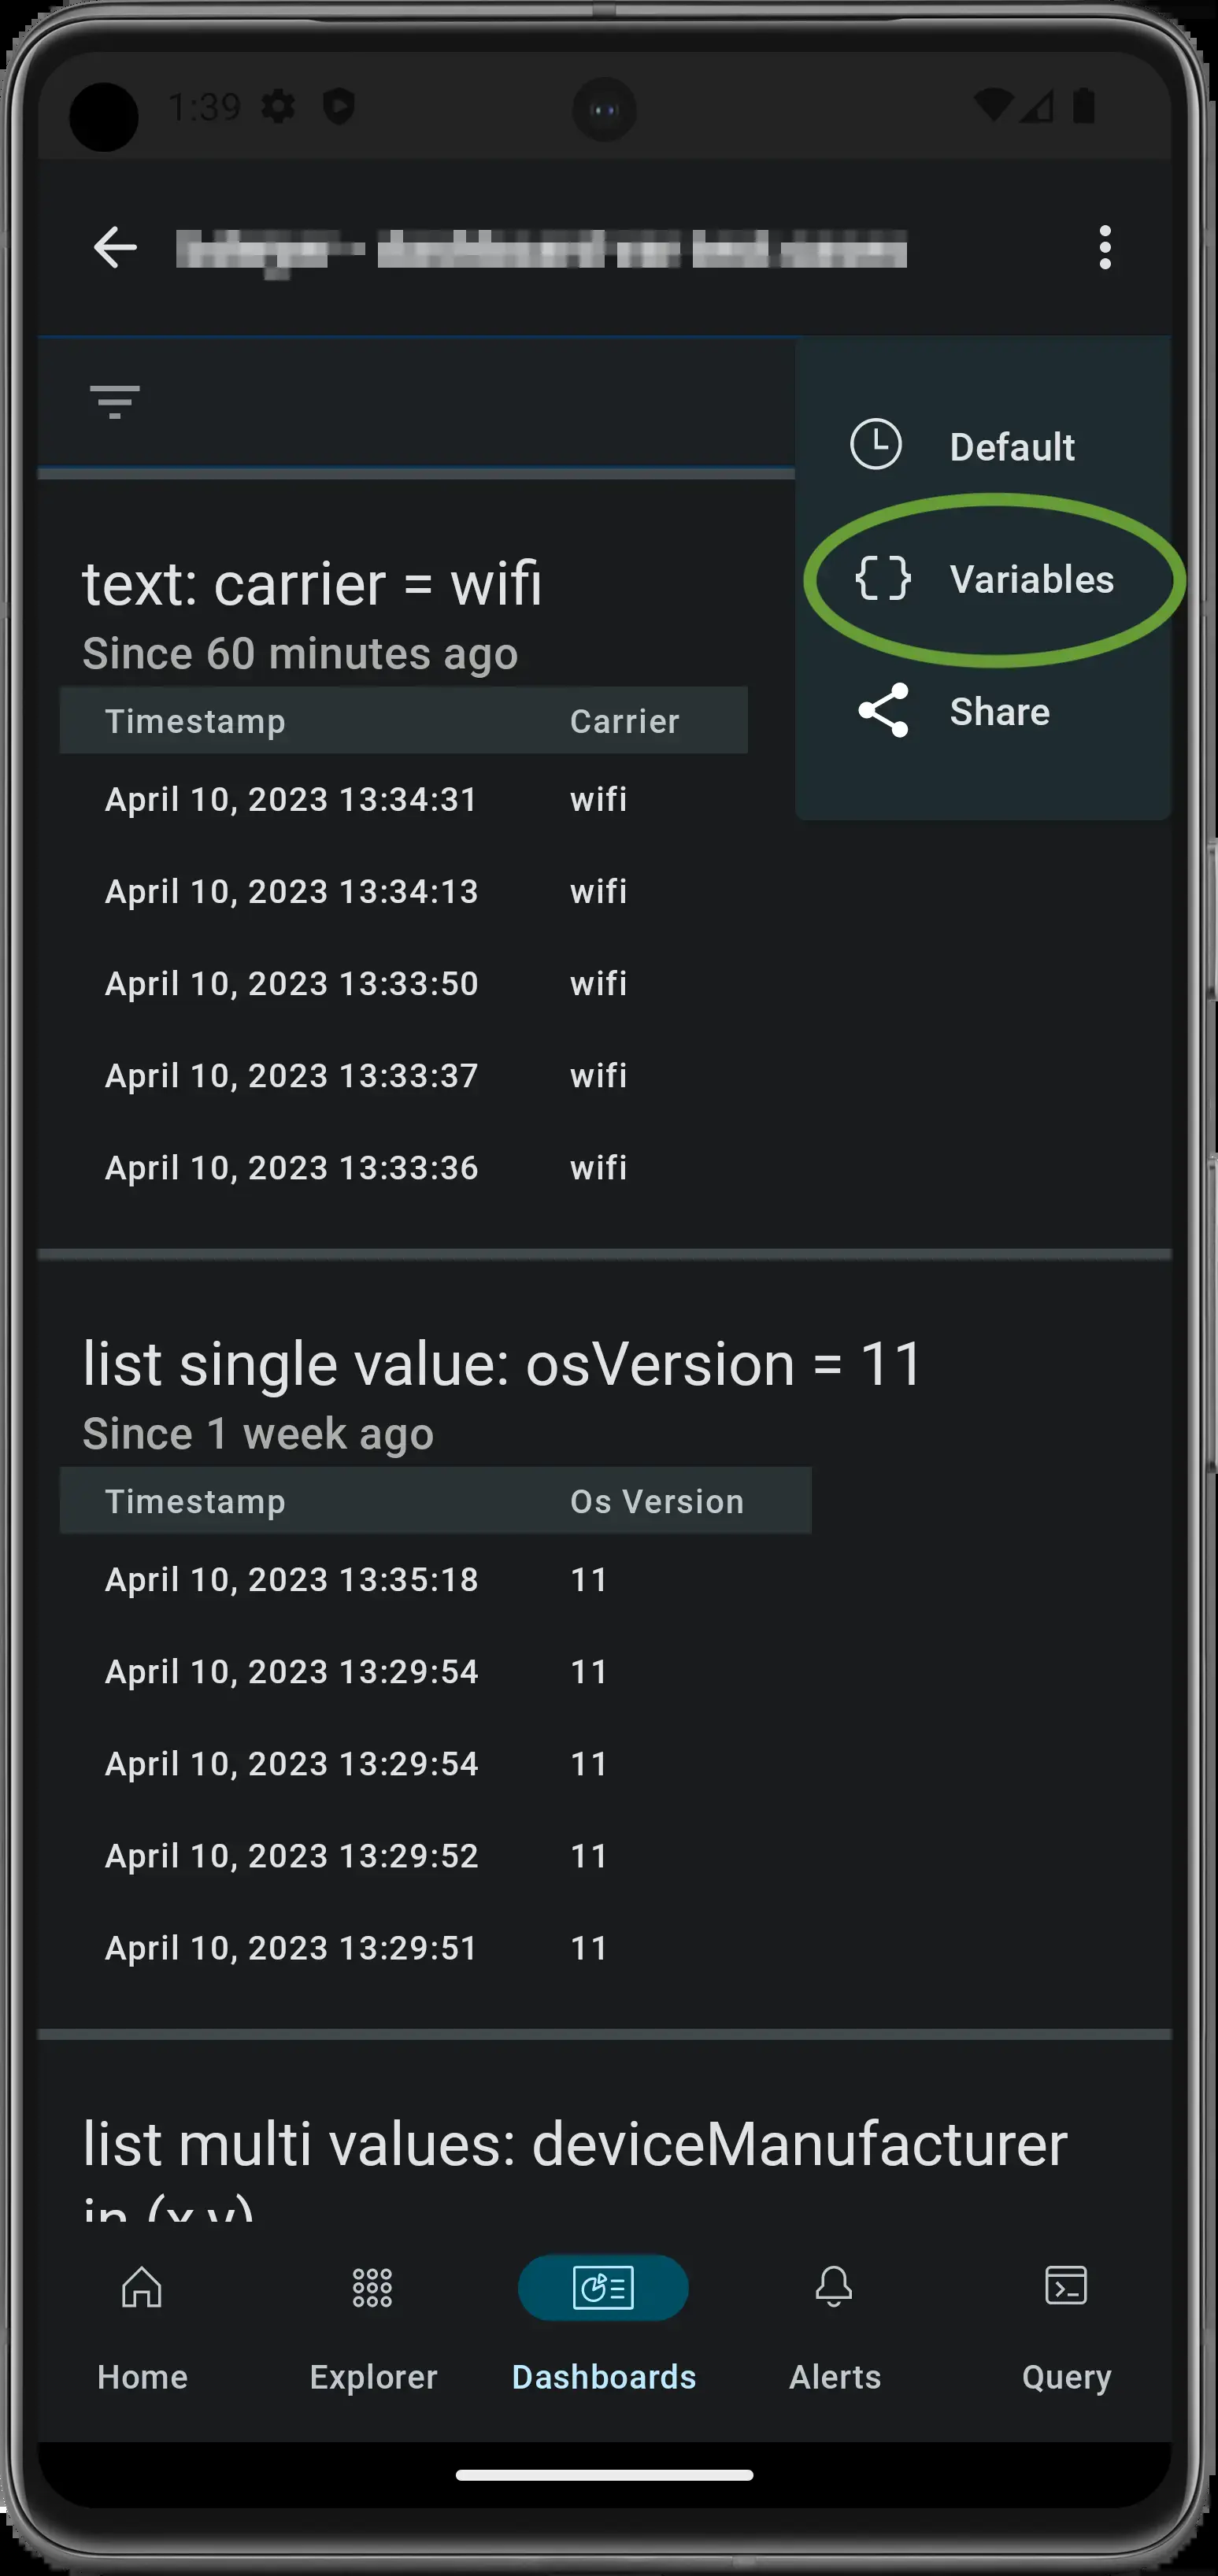 1:39
Default
Variables
Share
text: carrier = wifi
Since 60 minutes ago
Timestamp Carrier
April 10, 2023 13:34:31 wifi
April 10, 2023 13:34:13 wifi
April 10, 2023 13:33:50 wifi
April 10, 2023 13:33:37 wifi
April 10, 2023 13:33:36 wifi
list single value: osVersion = 11
Since 1 week ago
Timestamp Os Version
April 10, 2023 13:35:18 11
April 10, 2023 13:29:54 11
April 10, 2023 13:29:54 11
April 10, 2023 13:29:52 11
April 10, 2023 13:29:51 11
list multi values: deviceManufacturer
in (x,y)
Home Explorer Dashboards Alerts Query